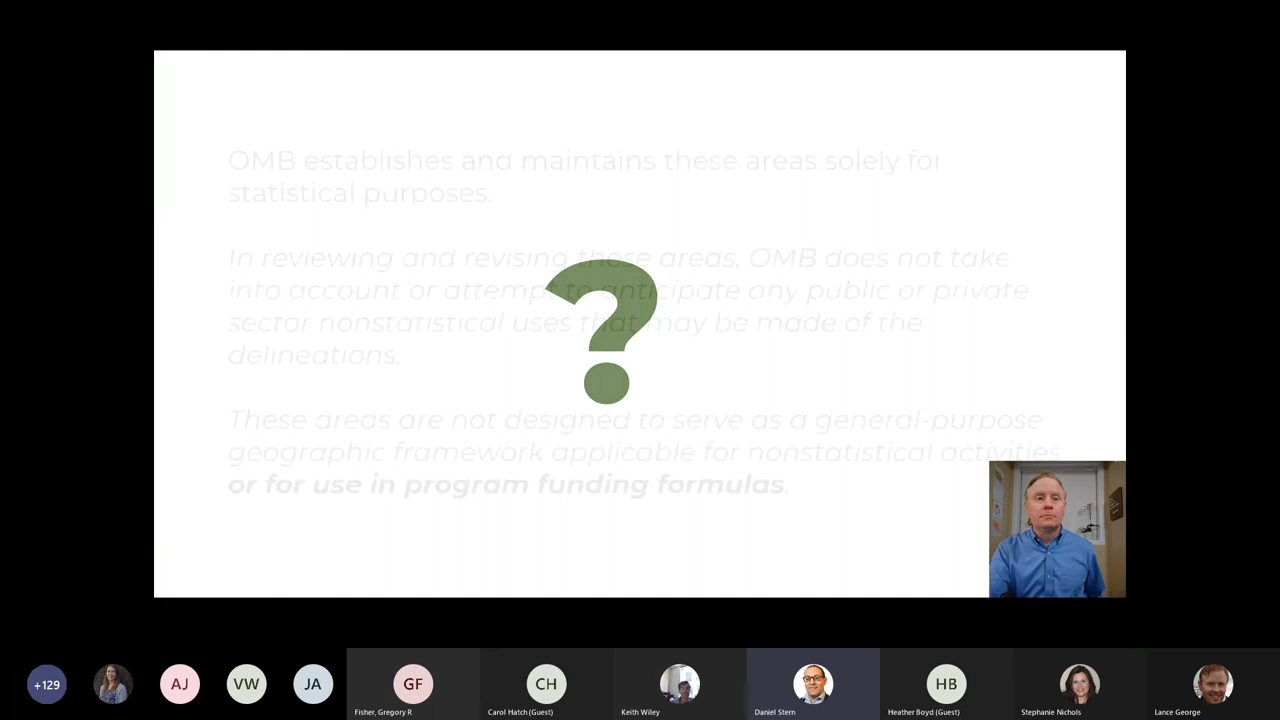 OMB establishes and maintains these areas solely for
statistical purposes.
In reviewing and revising these areas, OMB does not take
into account or attempt to anticipate any public or private
sector nonstatistical uses that may be made of the
delineations.
?
These areas are not designed to serve as a general-purpose
geographic framework applicable for nonstatistical activities
or for use in program funding formulas.
+129
AJ
VW
JA
GF
CH
HB
Fisher, Gregory R
Carol Hatch (Guest)
Keith Wiley
Daniel Stern
Heather Boyd (Guest)
Stephanie Nichols
Lance George